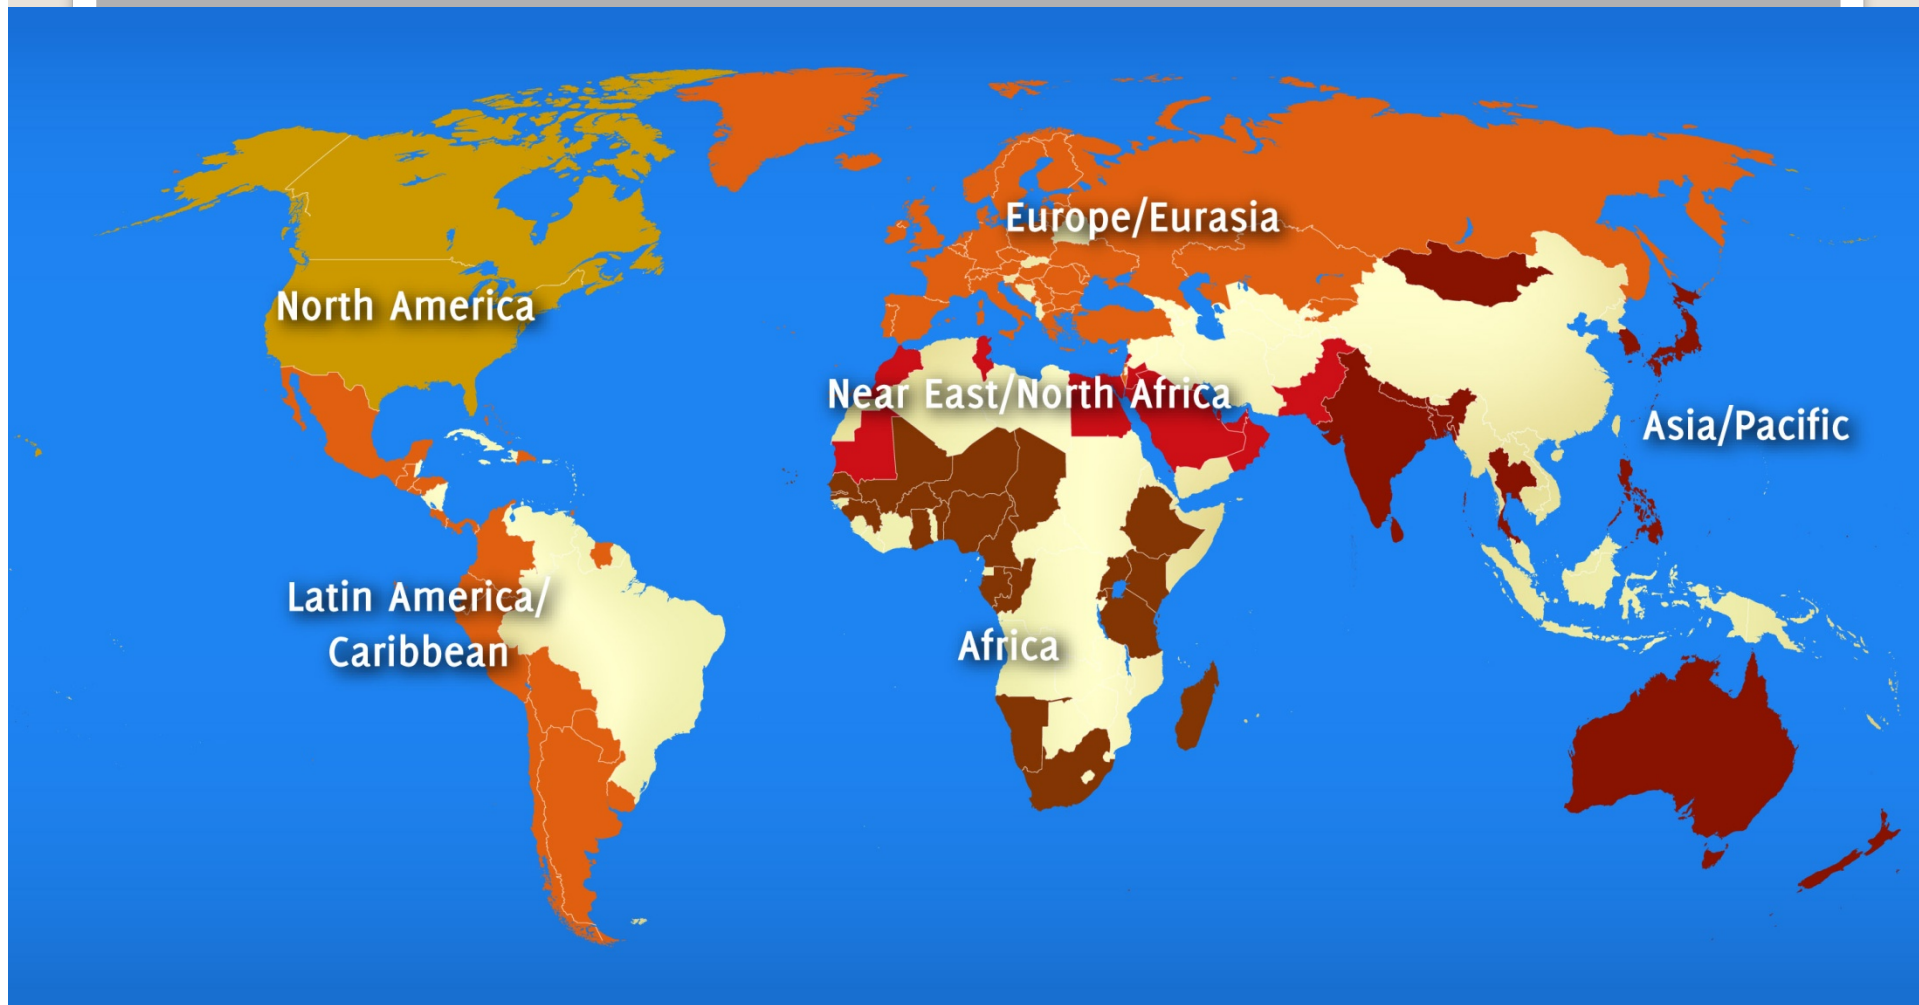 Europe/Eurasia
North America
Near East/North Africa
Asia/Pacific
Latin America/
Caribbean
Africa